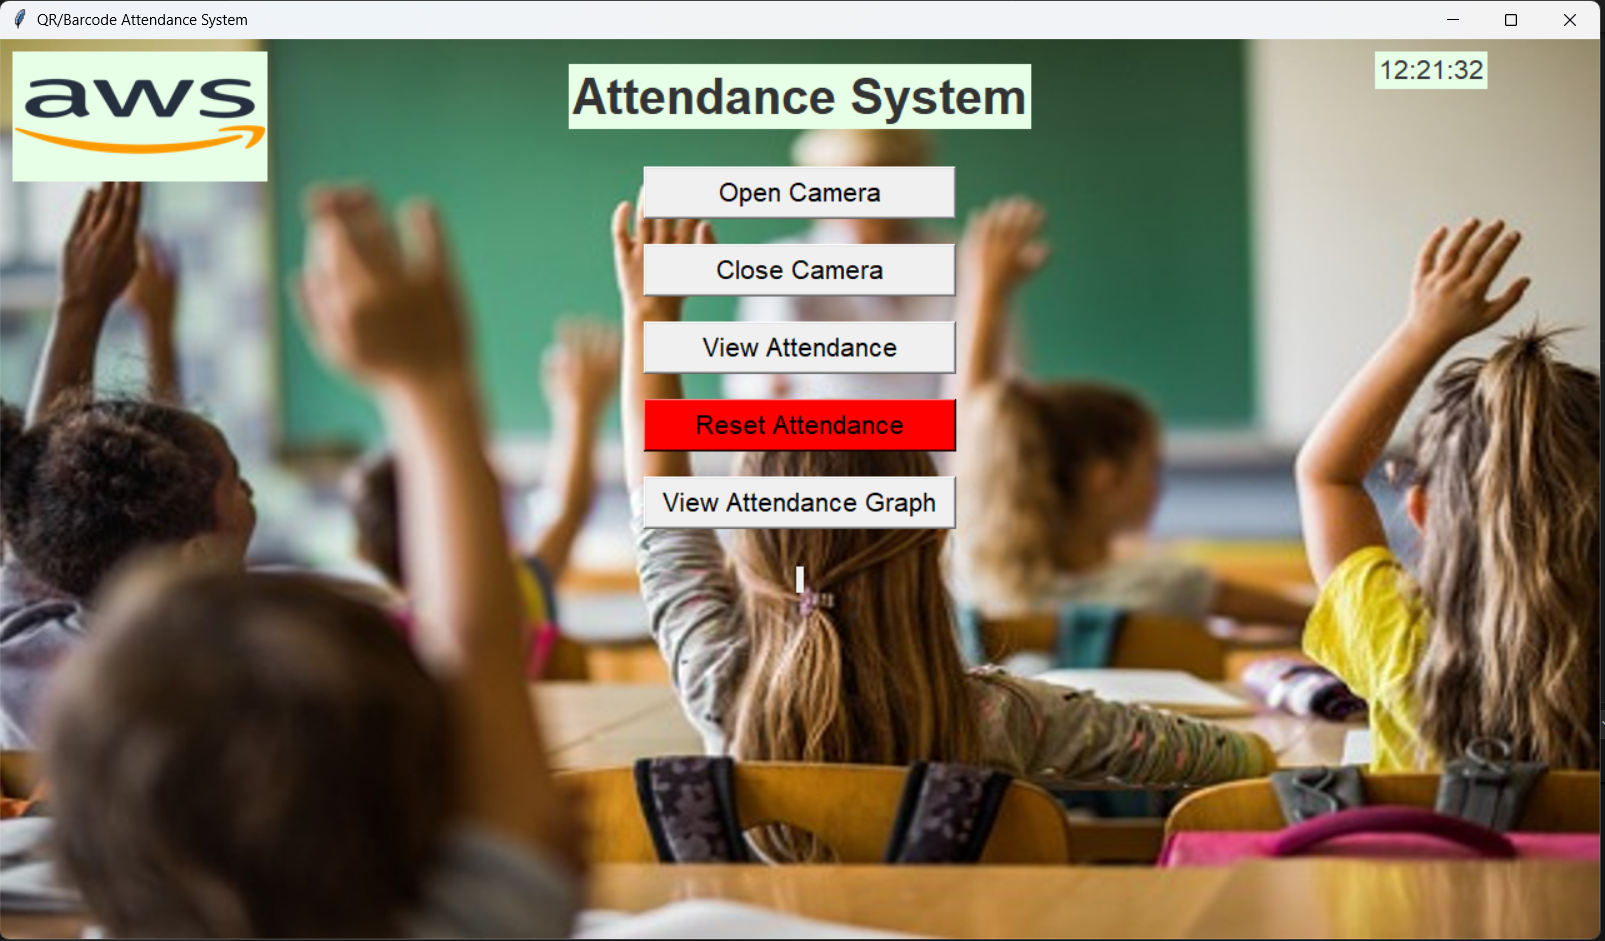 QR/Barcode Attendance System
aws
Attendance System
12:21:32
Open Camera
Close Camera
View Attendance
Reset Attendance
View Attendance Graph